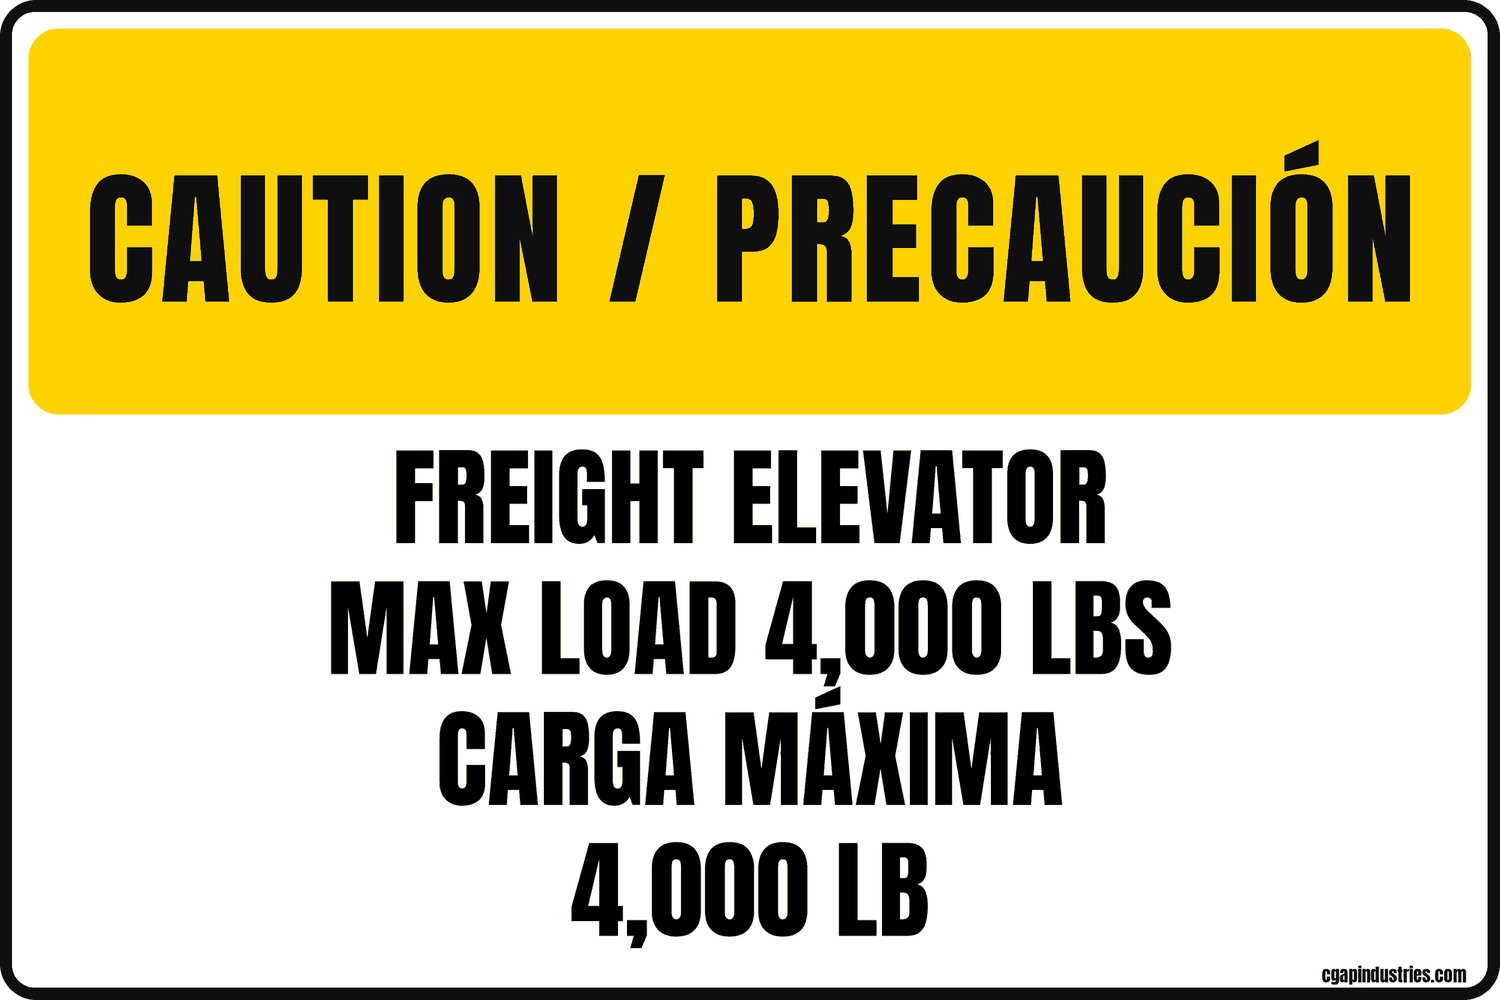 CAUTION / PRECAUCIÓN
FREIGHT ELEVATOR
MAX LOAD 4,000 LBS
CARGA MÁXIMA
4,000 LB
cgapindustries.com